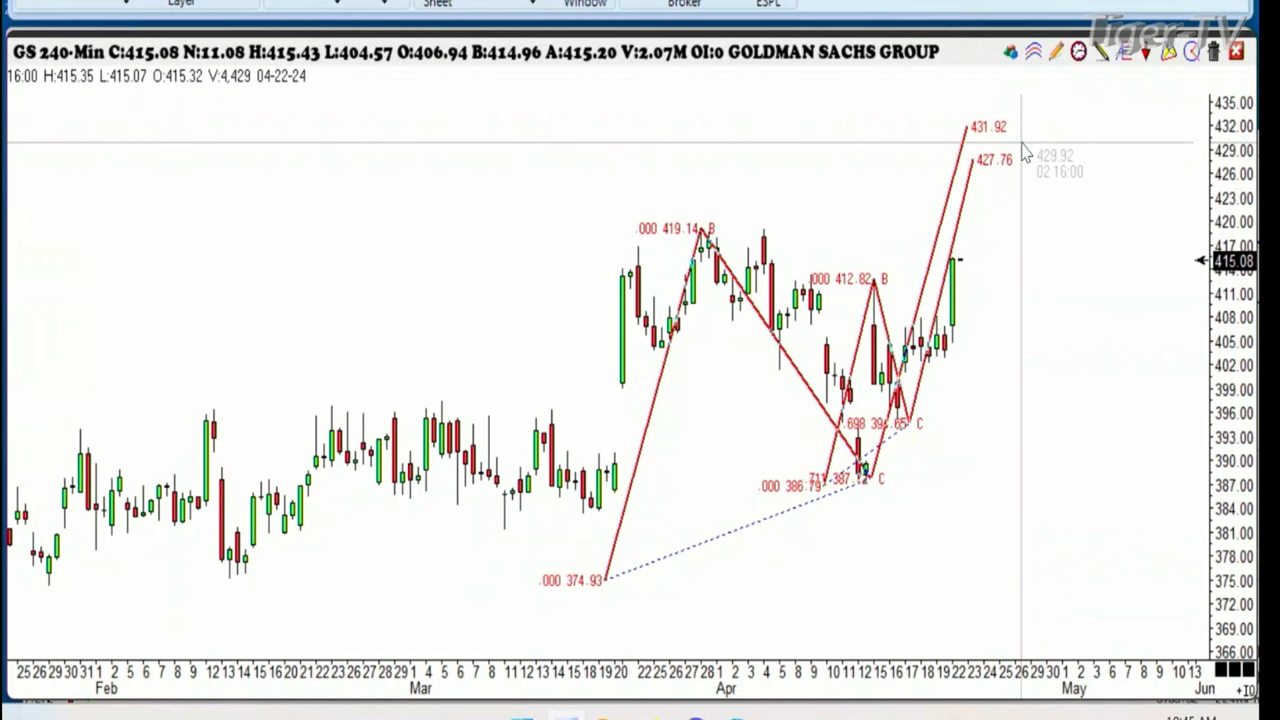 Layer
Sheet
Window
Broker
ESPL
Tiger-TV
GS 240-Min C:415.08 N:11.08 H:415.43 L:404.57 O:406.94 B:414.96 A:415.20 V:2.07M OI:0 GOLDMAN SACHS GROUP
16:00 H:415.35 L:415.07 O:415.32 V:4,429 04-22-24
435.00
432.00
429.00
426.00
423.00
420.00
417.00
415.08
411.00
408.00
405.00
402.00
399.00
396.00
393.00
390.00
387.00
384.00
381.00
378.00
375.00
372.00
369.00
366.00
431.92
427.76
429.92
02 16:00
.000 419.14 B
.000 412.82 B
.698 394.65 C
C
.000 386.79
.000 374.93
25 26 29 30 31 1 2 5 6 7 8 9 12 13 14 15 16 20 21 22 23 26 27 28 29 1 4 5 6 7 8 11 12 13 14 15 18 19 20 22 25 26 27 28 1 2 3 4 5 8 9 10 11 12 15 16 17 18 19 22 23 24 25 26 29 30 1 2 3 6 7 8 9 10 13
Feb
Mar
Apr
May
Jun